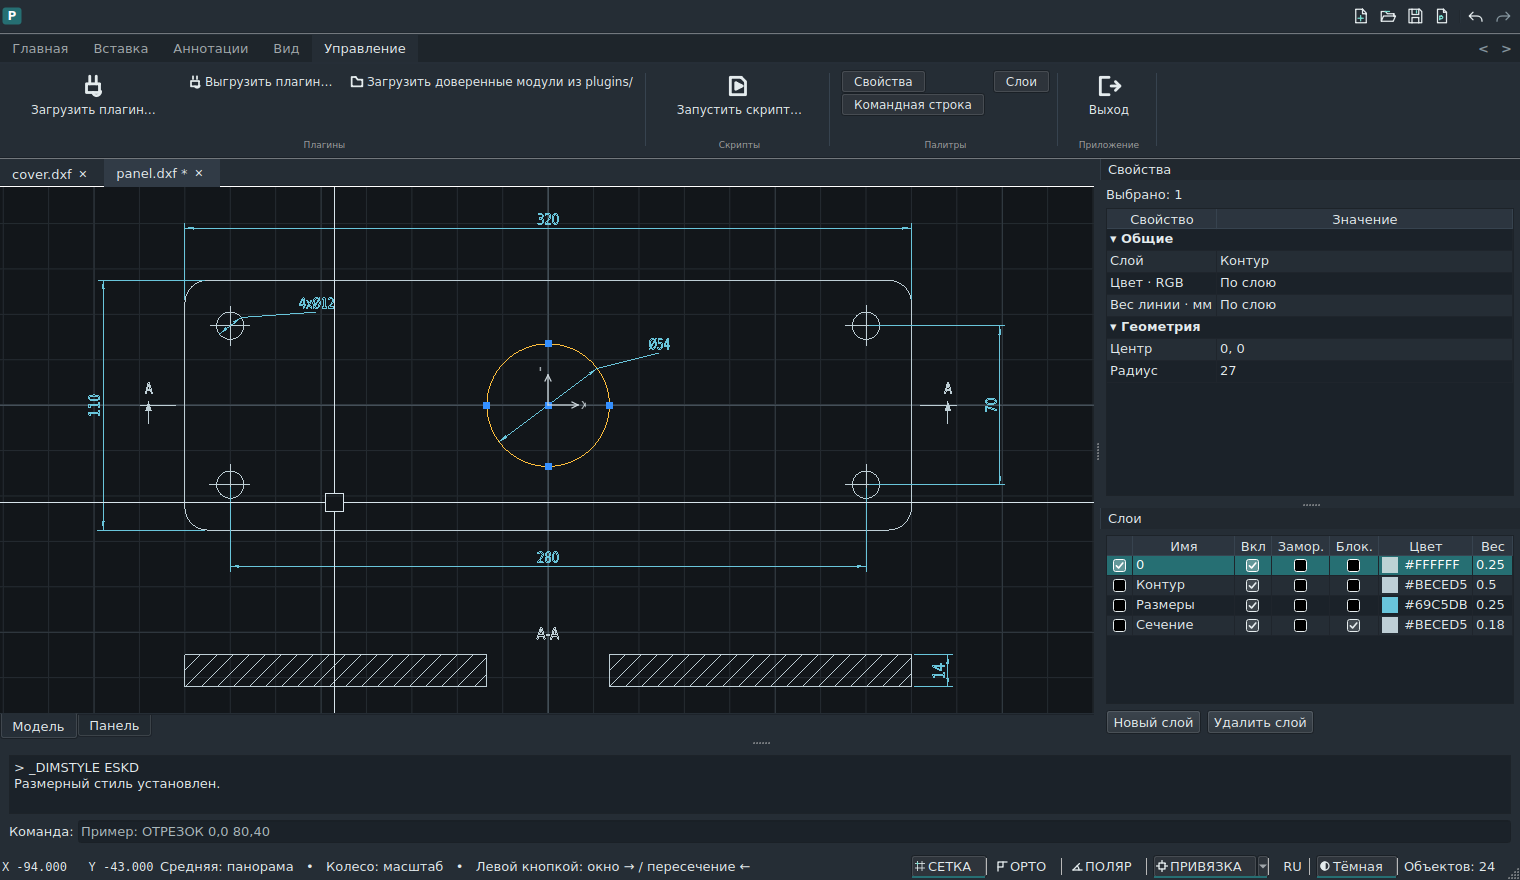 P
Главная Вставка Аннотации Вид Управление < >
Загрузить плагин...
Выгрузить плагин... Загрузить доверенные модули из plugins/
Плагины
Запустить скрипт...
Скрипты
Свойства Слои
Командная строка
Палитры
Выход
Приложение
cover.dxf × panel.dxf * ×
320
4xØ12
Ø54
A A
110
70
X
280
A-A
14
Модель Панель
Свойства
Выбрано: 1
Свойство Значение
▾ Общие
Слой Контур
Цвет · RGB По слою
Вес линии · мм По слою
▾ Геометрия
Центр 0, 0
Радиус 27
Слои
Имя Вкл Замор. Блок. Цвет Вес
0 #FFFFFF 0.25
Контур #BECED5 0.5
Размеры #69C5DB 0.25
Сечение #BECED5 0.18
Новый слой Удалить слой
> _DIMSTYLE ESKD
Размерный стиль установлен.
Команда: Пример: ОТРЕЗОК 0,0 80,40
X -94.000 Y -43.000 Средняя: панорама • Колесо: масштаб • Левой кнопкой: окно → / пересечение ← СЕТКА ОРТО ПОЛЯР ПРИВЯЗКА RU Тёмная Объектов: 24